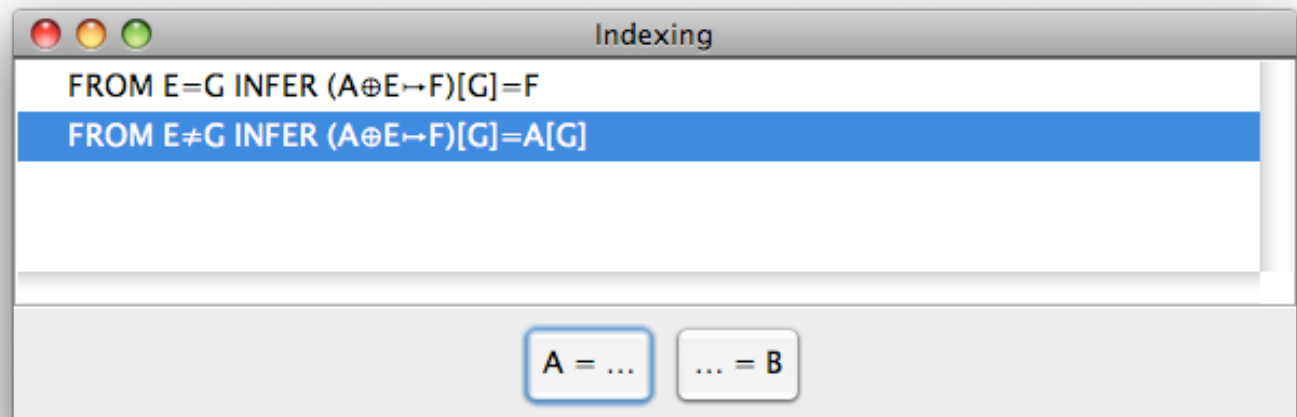 Indexing
FROM E=G INFER (A⊕E↦F)[G]=F
FROM E≠G INFER (A⊕E↦F)[G]=A[G]
A = ... ... = B